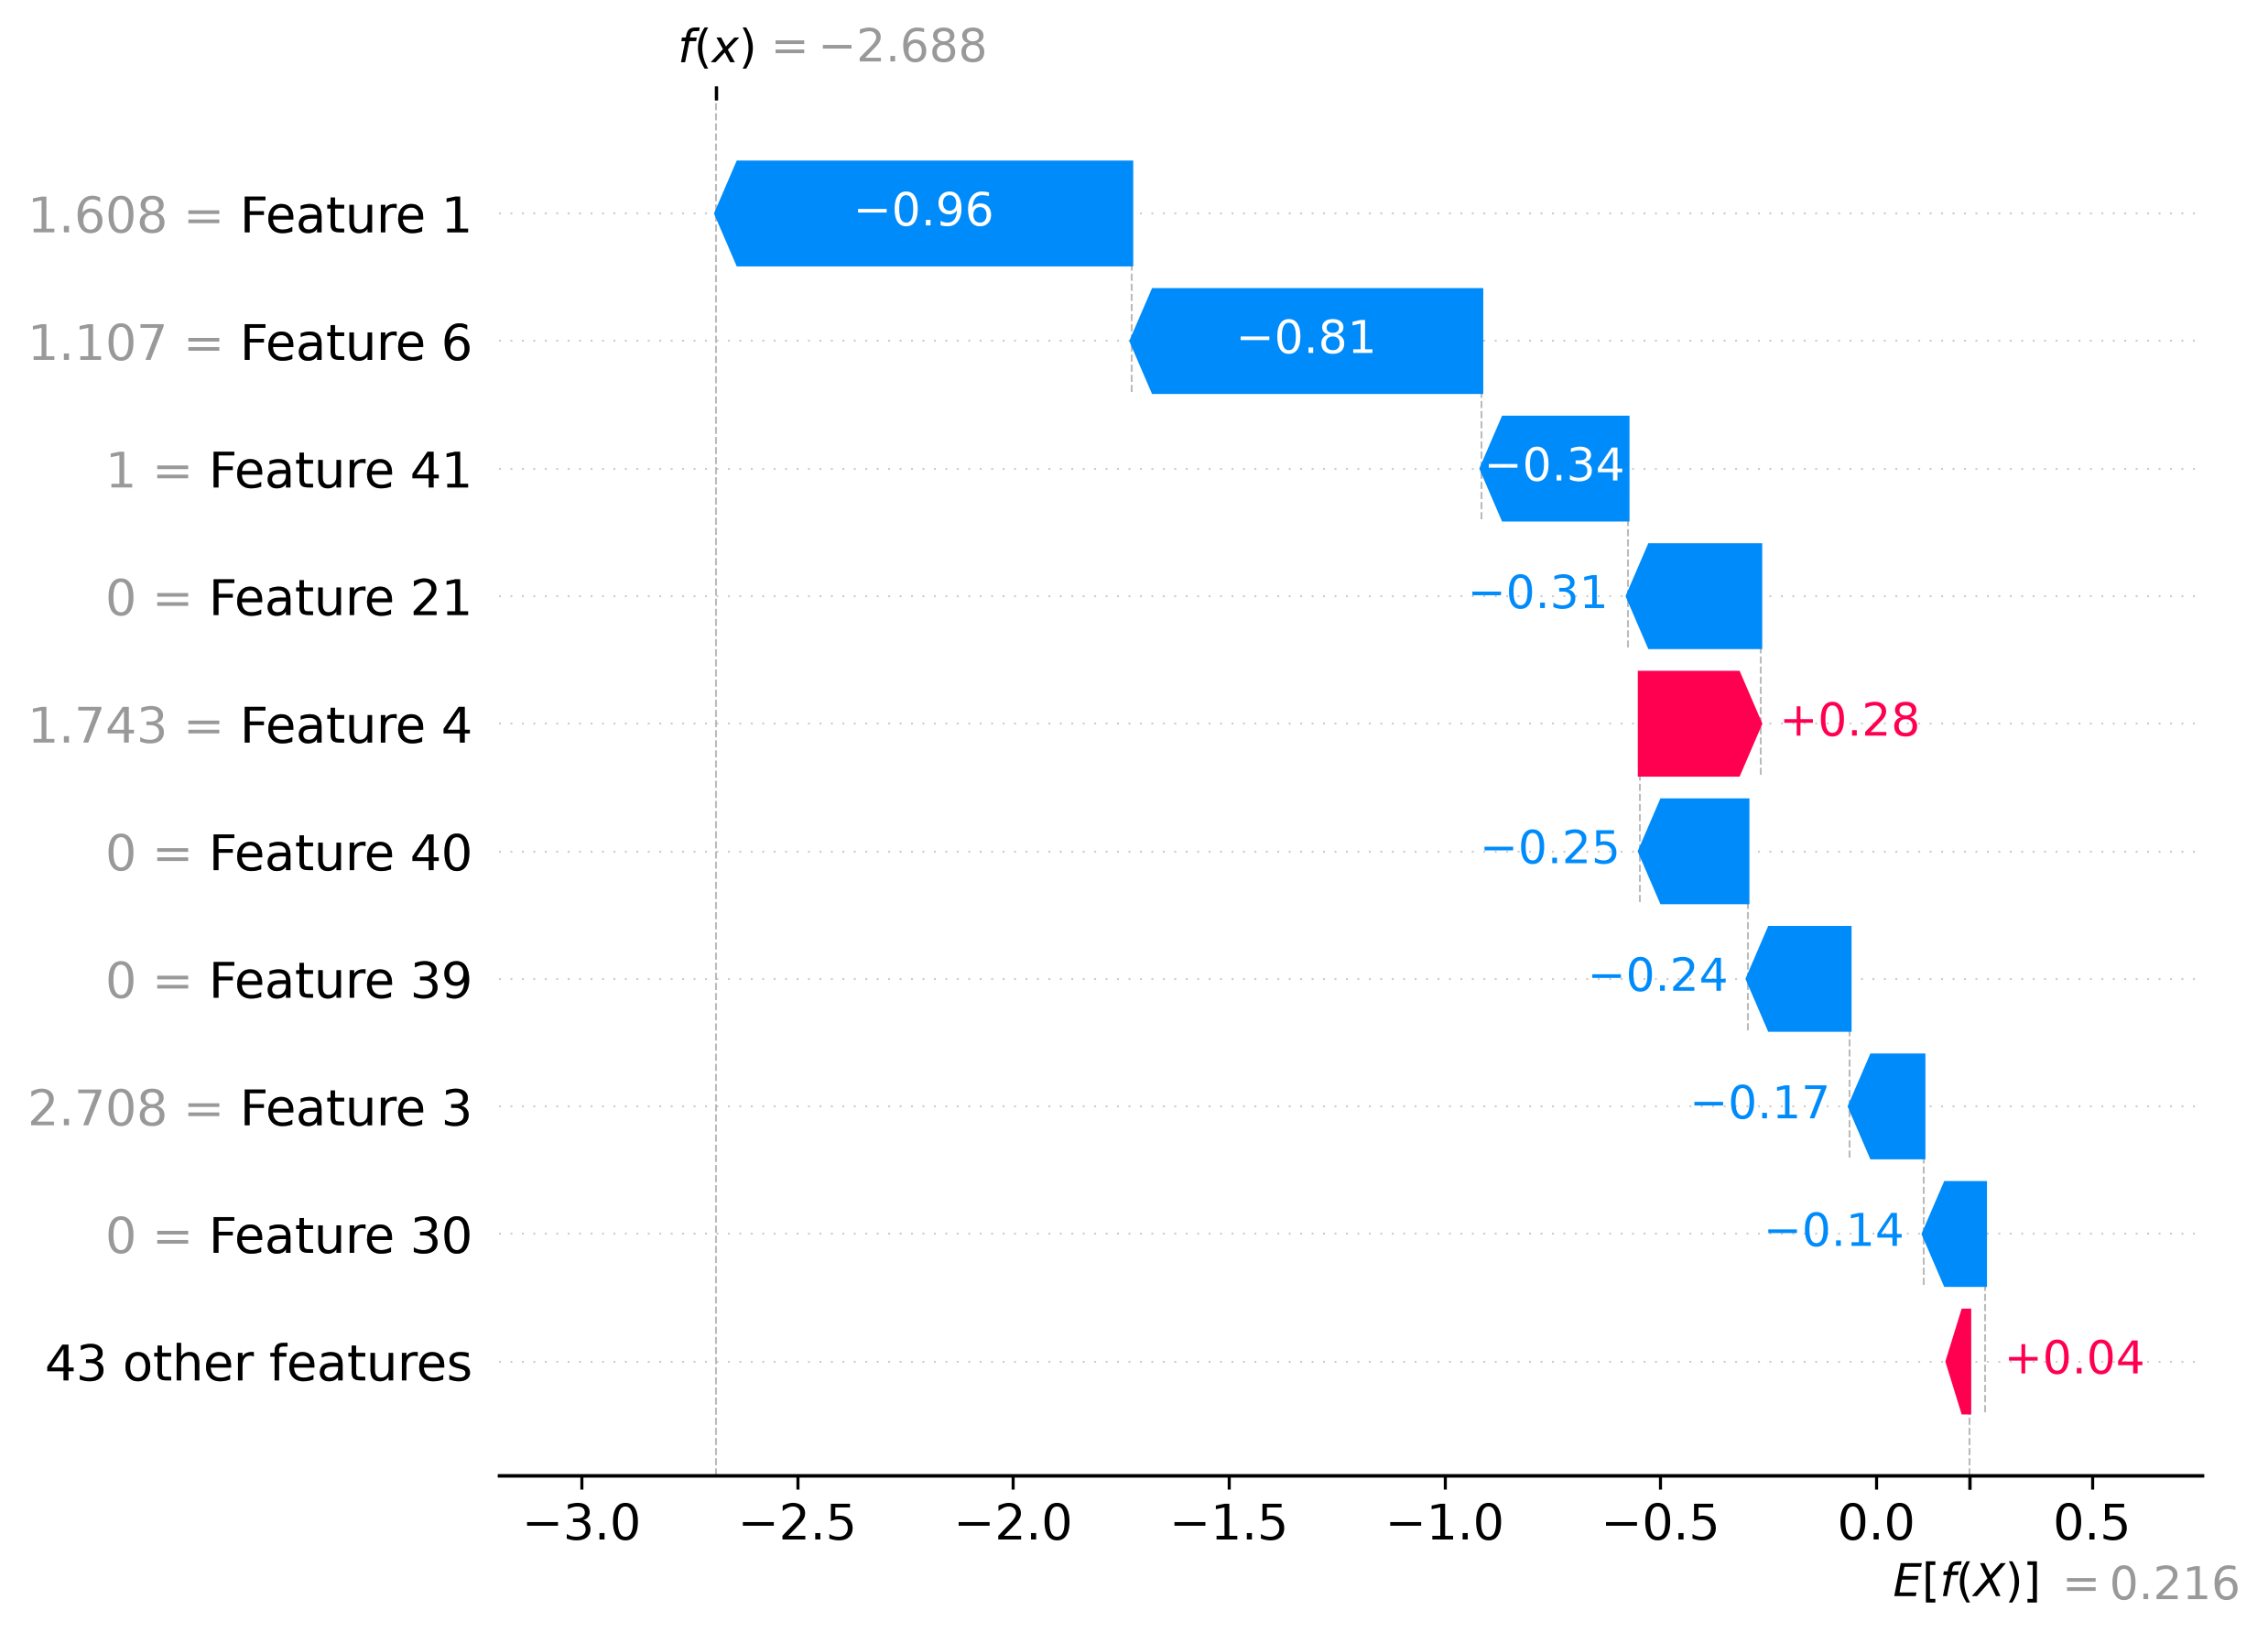 f(x) = −2.688
1.608 = Feature 1
−0.96
1.107 = Feature 6
−0.81
1 = Feature 41
−0.34
0 = Feature 21
−0.31
1.743 = Feature 4
+0.28
0 = Feature 40
−0.25
0 = Feature 39
−0.24
2.708 = Feature 3
−0.17
0 = Feature 30
−0.14
43 other features
+0.04
−3.0 −2.5 −2.0 −1.5 −1.0 −0.5 0.0 0.5
E[f(X)] = 0.216